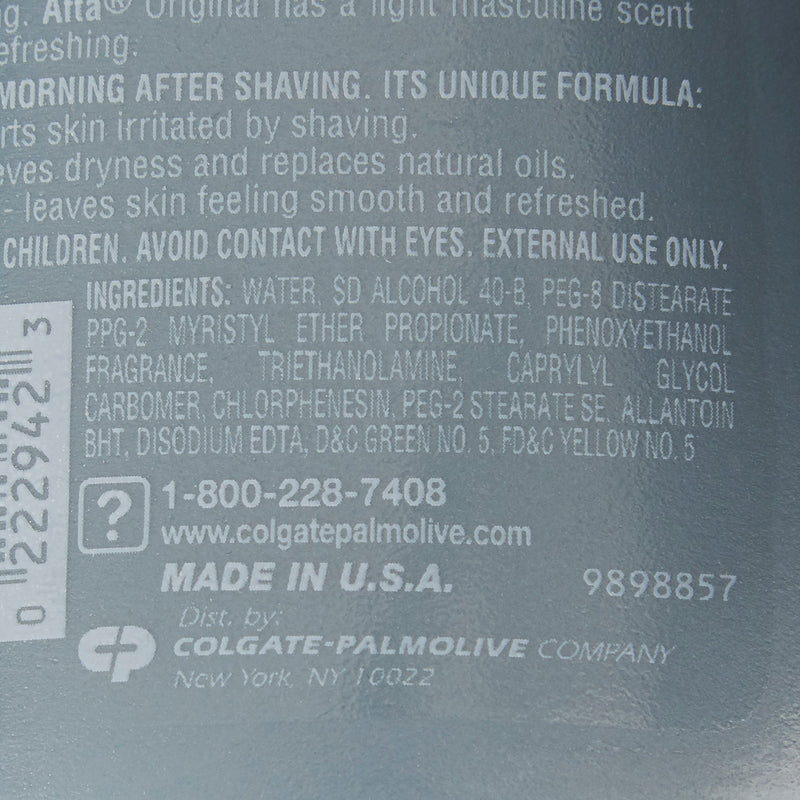 Afta® Original has a light masculine scent
efreshing.
MORNING AFTER SHAVING. ITS UNIQUE FORMULA:
rts skin irritated by shaving.
eves dryness and replaces natural oils.
- leaves skin feeling smooth and refreshed.
CHILDREN. AVOID CONTACT WITH EYES. EXTERNAL USE ONLY.
INGREDIENTS: WATER, SD ALCOHOL 40-B, PEG-8 DISTEARATE
PPG-2 MYRISTYL ETHER PROPIONATE, PHENOXYETHANOL
FRAGRANCE, TRIETHANOLAMINE, CAPRYLYL GLYCOL
CARBOMER, CHLORPHENESIN, PEG-2 STEARATE SE, ALLANTOIN
BHT, DISODIUM EDTA, D&C GREEN NO. 5, FD&C YELLOW NO. 5
0 222942 3
? 1-800-228-7408
www.colgatepalmolive.com
MADE IN U.S.A. 9898857
Dist. by:
CP COLGATE-PALMOLIVE COMPANY
New York, NY 10022